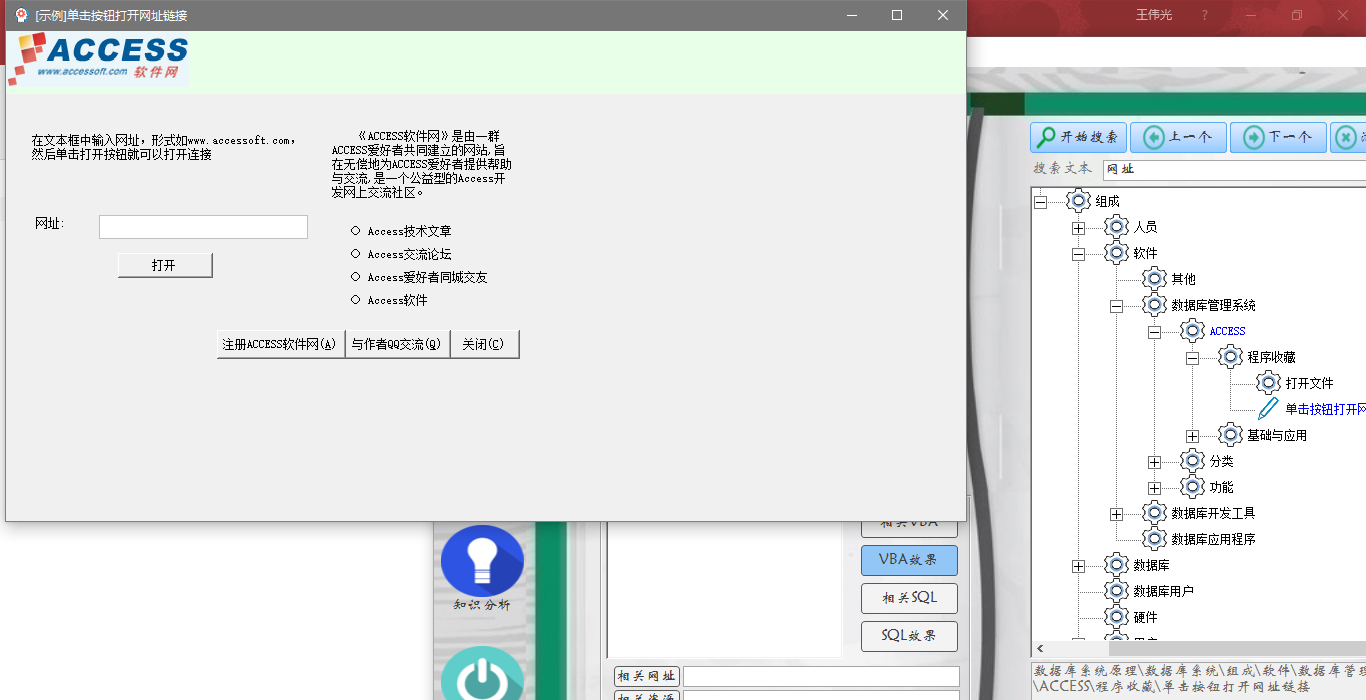 [示例]单击按钮打开网址链接
王伟光
?
ACCESS
www.accessoft.com 软件网
在文本框中输入网址，形式如www.accessoft.com，
然后单击打开按钮就可以打开连接
网址:
打开
《ACCESS软件网》是由一群
ACCESS爱好者共同建立的网站,旨
在无偿地为ACCESS爱好者提供帮助
与交流,是一个公益型的Access开
发网上交流社区。
Access技术文章
Access交流论坛
Access爱好者同城交友
Access软件
注册ACCESS软件网(A)
与作者QQ交流(Q)
关闭(C)
开始搜索
上一个
下一个
搜索文本
网址
组成
人员
软件
其他
数据库管理系统
ACCESS
程序收藏
打开文件
单击按钮打开网
基础与应用
分类
功能
数据库开发工具
数据库应用程序
数据库
数据库用户
硬件
知识分析
相关VBA
VBA效果
相关SQL
SQL效果
相关网址
相关资源
数据库系统原理\数据库系统\组成\软件\数据库管理
\ACCESS\程序收藏\单击按钮打开网址链接